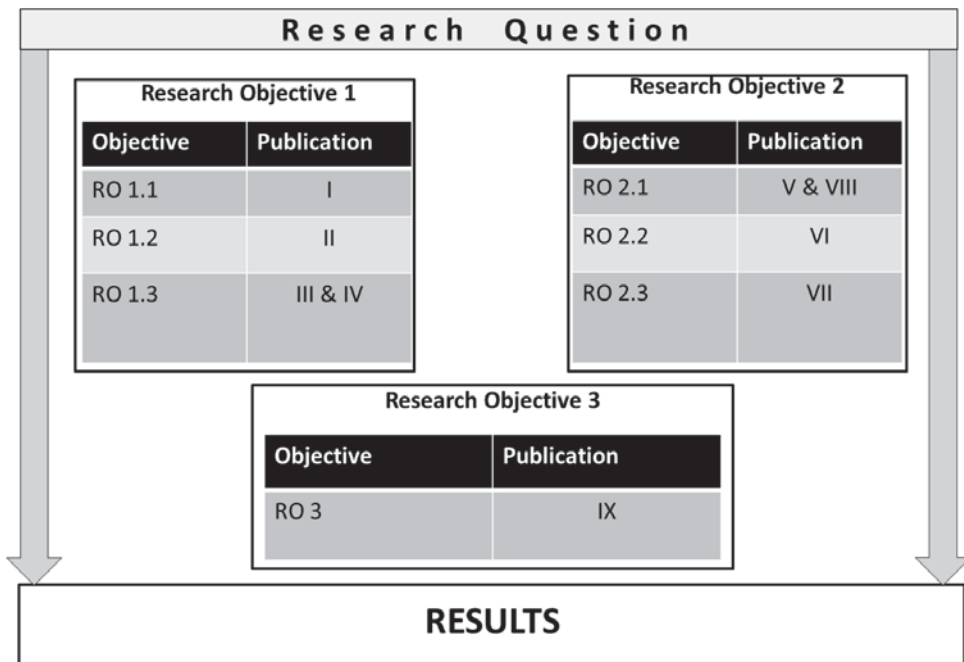 Research Question
Research Objective 1
Objective Publication
RO 1.1 I
RO 1.2 II
RO 1.3 III & IV
Research Objective 2
Objective Publication
RO 2.1 V & VIII
RO 2.2 VI
RO 2.3 VII
Research Objective 3
Objective Publication
RO 3 IX
RESULTS